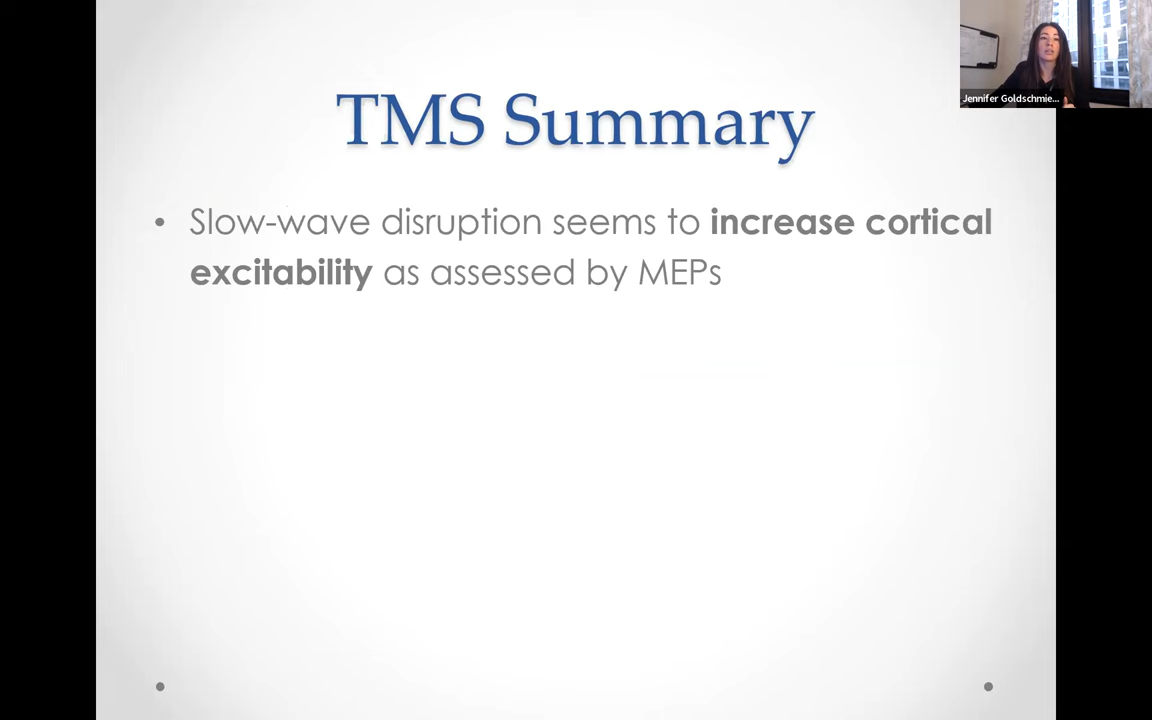 Jennifer Goldschmie...
TMS Summary
• Slow-wave disruption seems to increase cortical
excitability as assessed by MEPs